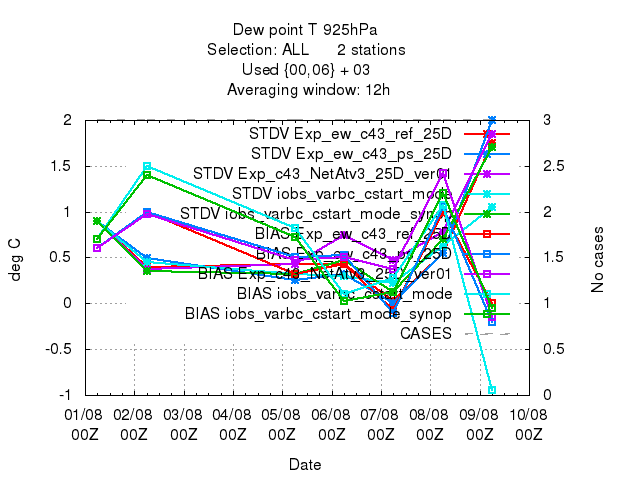 Dew point T 925hPa
Selection: ALL 2 stations
Used {00,06} + 03
Averaging window: 12h
2
1.5
1
0.5
0
-0.5
-1
deg C
3
2.5
2
1.5
1
0.5
0
No cases
STDV Exp_ew_c43_ref_25D
STDV Exp_ew_c43_ps_25D
STDV Exp_c43_NetAtv3_25D_ver01
STDV iobs_varbc_cstart_mode
STDV iobs_varbc_cstart_mode_synop
BIAS Exp_ew_c43_ref_25D
BIAS Exp_ew_c43_ps_25D
BIAS Exp_c43_NetAtv3_25D_ver01
BIAS iobs_varbc_cstart_mode
BIAS iobs_varbc_cstart_mode_synop
CASES
01/08 02/08 03/08 04/08 05/08 06/08 07/08 08/08 09/08 10/08
00Z 00Z 00Z 00Z 00Z 00Z 00Z 00Z 00Z 00Z
Date